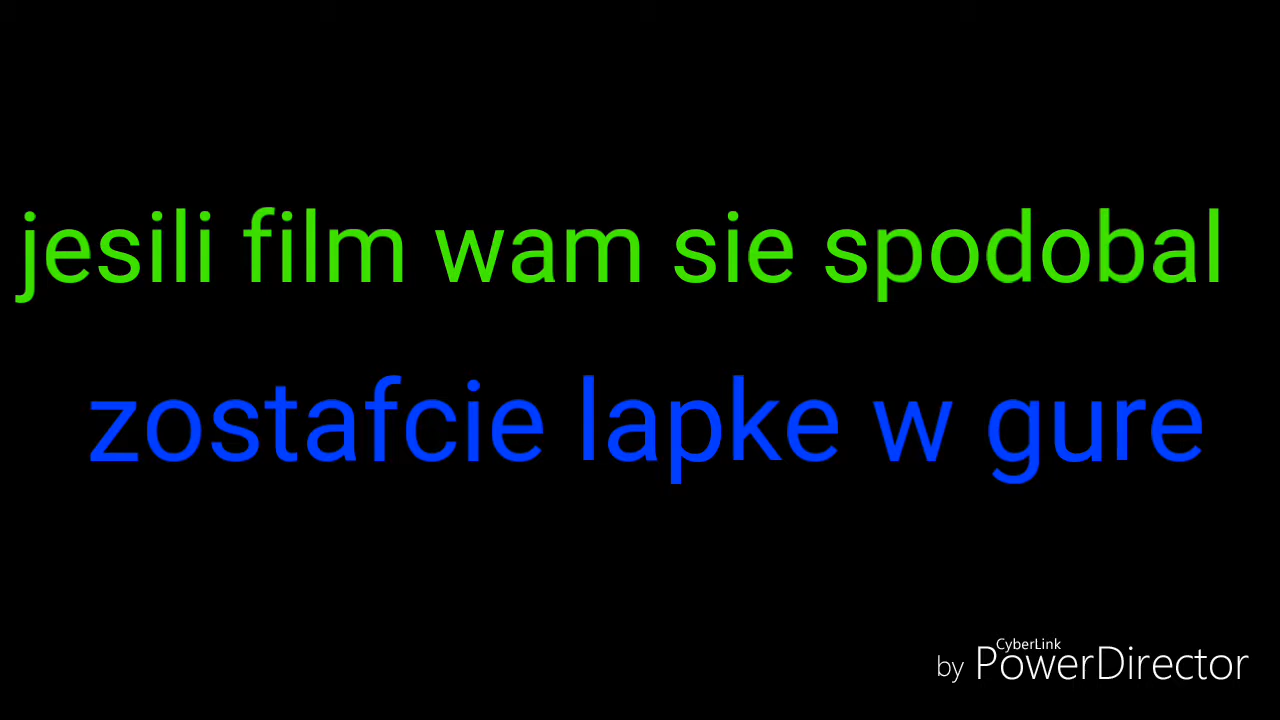 jesili film wam sie spodobal
zostafcie lapke w gure
CyberLink
by PowerDirector